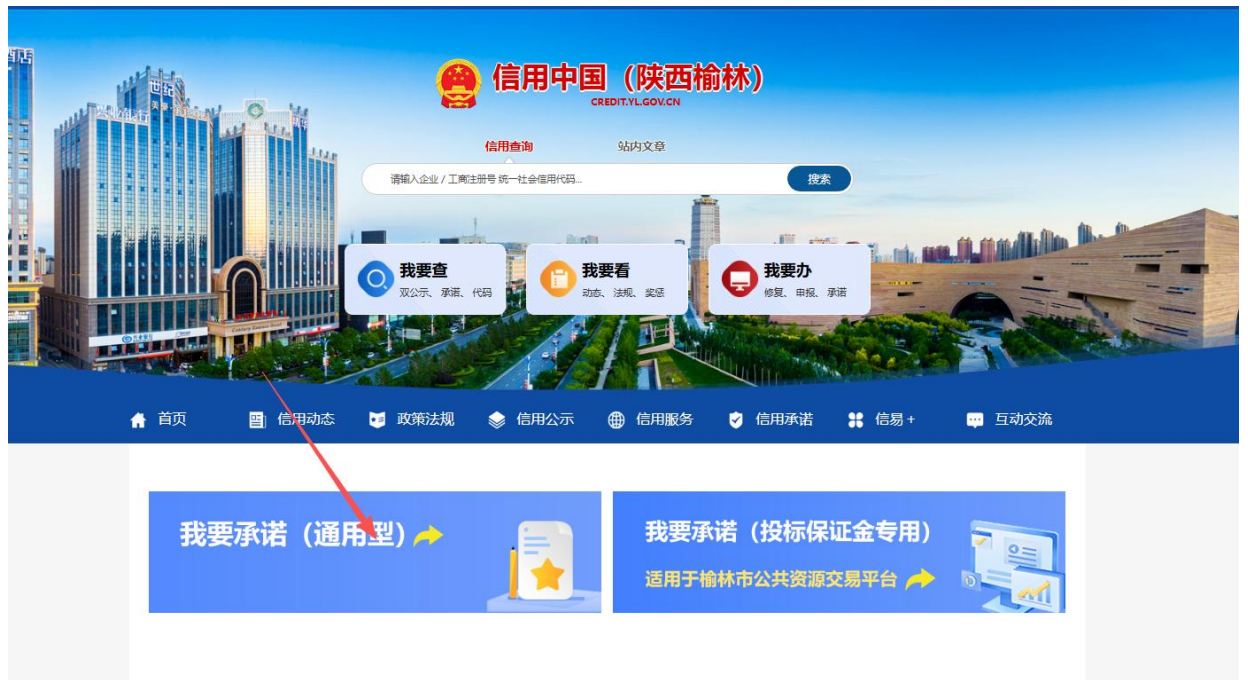 信用中国（陕西榆林）
CREDIT.YL.GOV.CN
信用查询 站内文章
请输入企业 / 工商注册号 统一社会信用代码... 搜索
我要查 我要看 我要办
双公示、承诺、代码 动态、法规、奖惩 修复、申报、承诺
首页 信用动态 政策法规 信用公示 信用服务 信用承诺 信易+ 互动交流
我要承诺（通用型）
我要承诺（投标保证金专用）
适用于榆林市公共资源交易平台